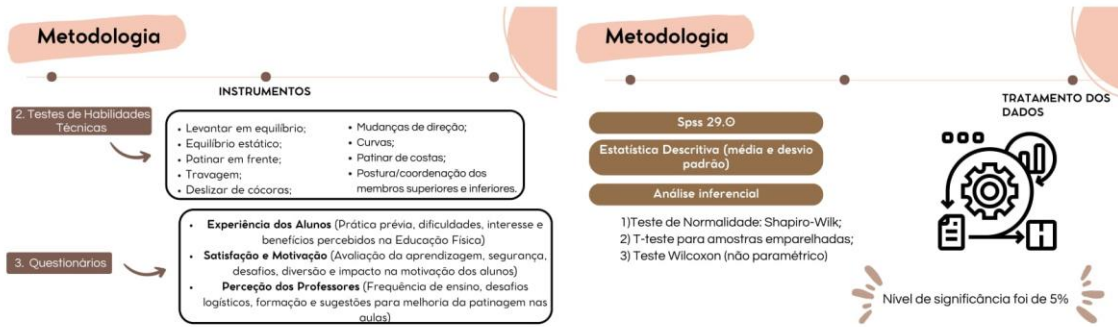 Metodologia
INSTRUMENTOS
2. Testes de Habilidades
Técnicas
• Levantar em equilíbrio;
• Equilíbrio estático;
• Patinar em frente;
• Travagem;
• Deslizar de cócoras;
• Mudanças de direção;
• Curvas;
• Patinar de costas;
• Postura/coordenação dos
membros superiores e inferiores.
3. Questionários
• Experiência dos Alunos (Prática prévia, dificuldades, interesse e
benefícios percebidos na Educação Física)
• Satisfação e Motivação (Avaliação da aprendizagem, segurança,
desafios, diversão e impacto na motivação dos alunos)
• Perceção dos Professores (Frequência de ensino, desafios
logísticos, formação e sugestões para melhoria da patinagem nas
aulas)
Metodologia
TRATAMENTO DOS
DADOS
Spss 29.0
Estatística Descritiva (média e desvio
padrão)
Análise inferencial
1)Teste de Normalidade: Shapiro-Wilk;
2) T-teste para amostras emparelhadas;
3) Teste Wilcoxon (não paramétrico)
Nível de significância foi de 5%